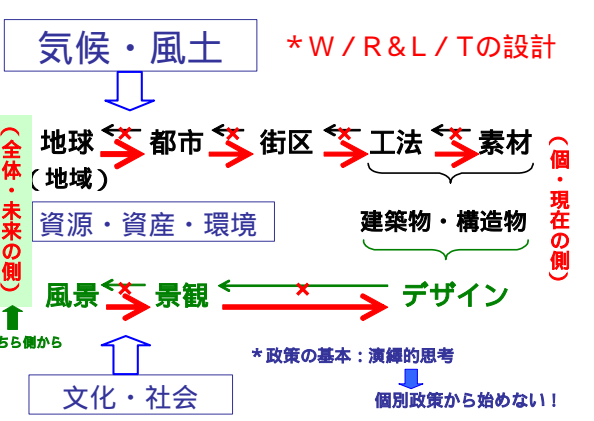 気候・風土
＊W／R＆L／Tの設計
地球 都市 街区 工法 素材
(地域)
(全体・未来の側)
(個・現在の側)
資源・資産・環境
建築物・構造物
風景 景観 デザイン
ちら側から
＊政策の基本：演繹的思考
文化・社会
個別政策から始めない！